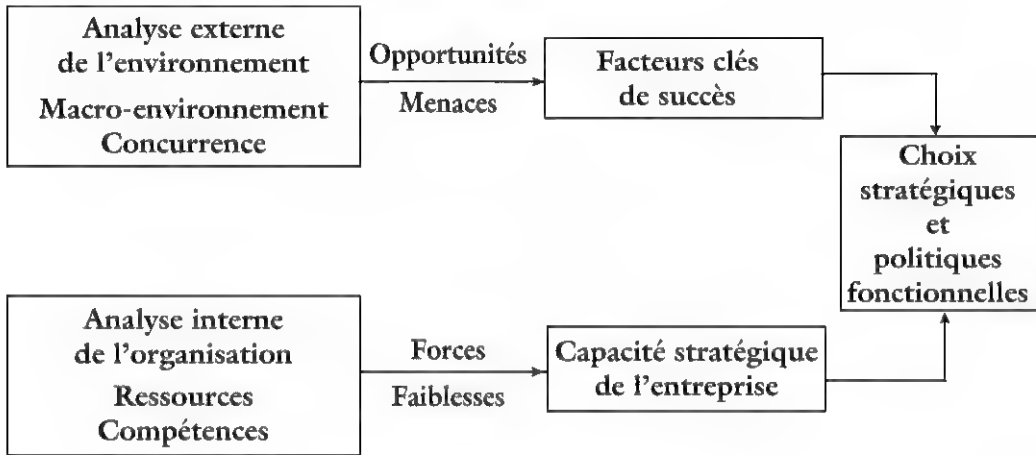 Analyse externe
de l'environnement
Macro-environnement
Concurrence
Opportunités
Menaces
Facteurs clés
de succès
Choix
stratégiques
et
politiques
fonctionnelles
Analyse interne
de l'organisation
Ressources
Compétences
Forces
Faiblesses
Capacité stratégique
de l'entreprise